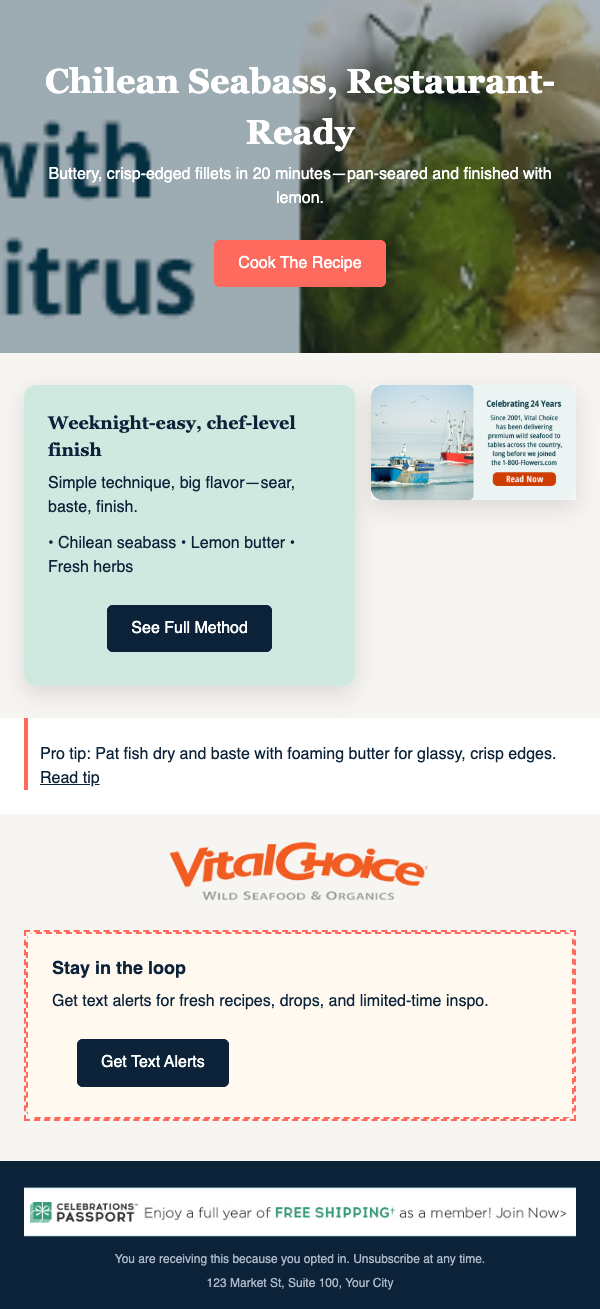 Chilean Seabass, Restaurant-
Ready
with
itrus
Buttery, crisp-edged fillets in 20 minutes—pan-seared and finished with
lemon.
Cook The Recipe
Weeknight-easy, chef-level
finish
Simple technique, big flavor—sear,
baste, finish.
• Chilean seabass • Lemon butter •
Fresh herbs
See Full Method
Celebrating 24 Years
Since 2001, Vital Choice
has been delivering
premium wild seafood to
tables across the country,
long before we joined
the 1-800-Flowers.com
Read Now
Pro tip: Pat fish dry and baste with foaming butter for glassy, crisp edges.
Read tip
VitalChoice
WILD SEAFOOD & ORGANICS
Stay in the loop
Get text alerts for fresh recipes, drops, and limited-time inspo.
Get Text Alerts
CELEBRATIONS
PASSPORT
Enjoy a full year of FREE SHIPPING† as a member! Join Now>
You are receiving this because you opted in. Unsubscribe at any time.
123 Market St, Suite 100, Your City